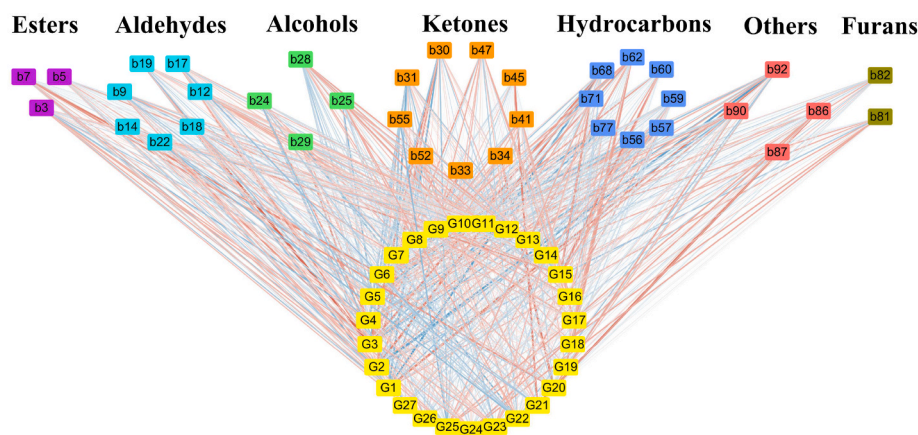 Esters Aldehydes Alcohols Ketones Hydrocarbons Others Furans
b7 b5 b3
b19 b17 b9 b12 b14 b18 b22
b28 b24 b25 b29
b30 b47 b31 b45 b55 b41 b52 b34 b33
b62 b68 b60 b71 b59 b77 b57 b56
b92 b90 b86 b87
b82 b81
G10 G11 G9 G12 G8 G13 G7 G14 G6 G15 G5 G16 G4 G17 G3 G18 G2 G19 G1 G20 G27 G21 G26 G22 G25 G23 G24